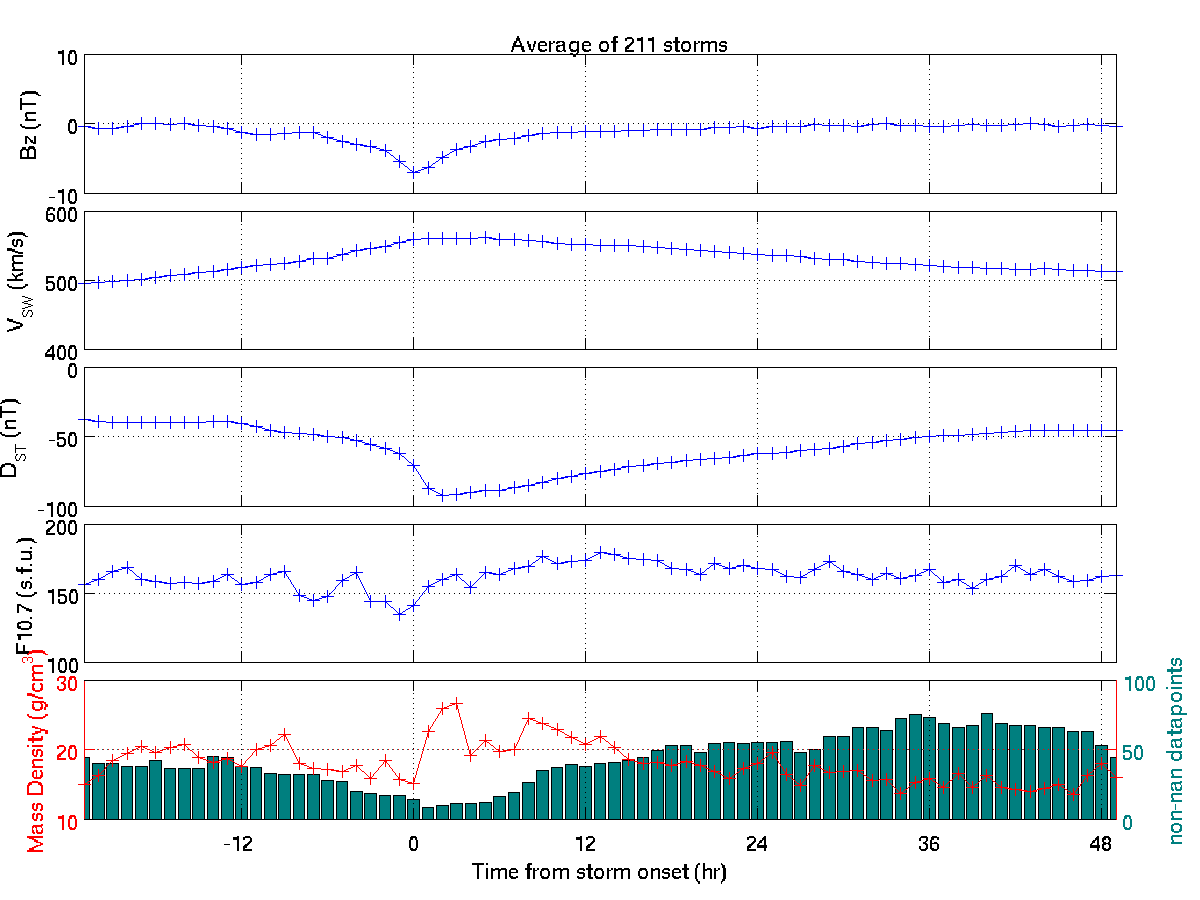 Average of 211 storms
10
0
-10
Bz (nT)
600
500
400
V_SW (km/s)
0
-50
-100
D_ST (nT)
200
150
100
F10.7 (s.f.u.)
30
20
10
Mass Density (g/cm³)
100
50
0
non-nan datapoints
-12 0 12 24 36 48
Time from storm onset (hr)